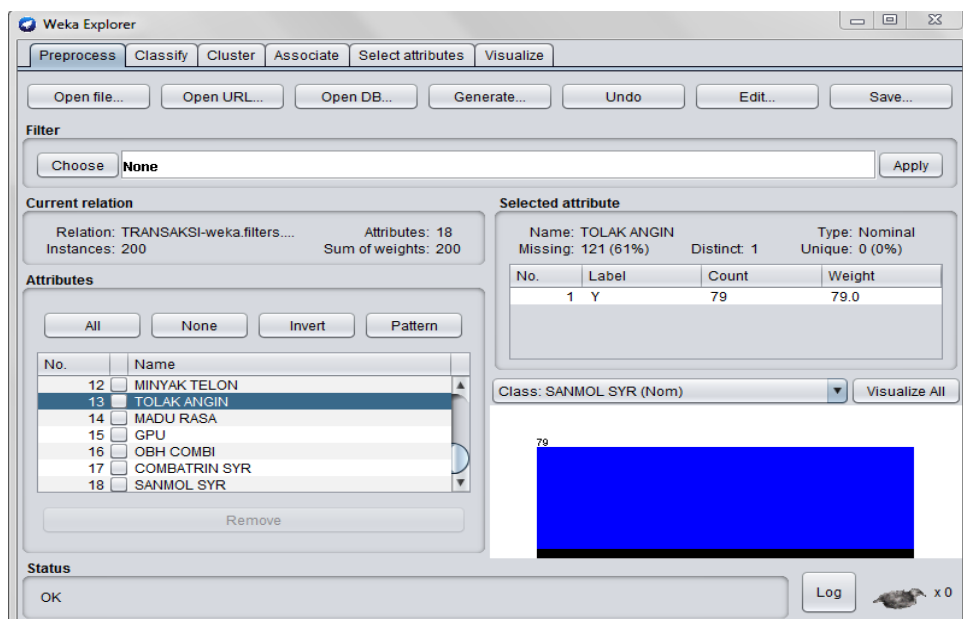 Weka Explorer
Preprocess Classify Cluster Associate Select attributes Visualize
Open file... Open URL... Open DB... Generate... Undo Edit... Save...
Filter
Choose None Apply
Current relation
Relation: TRANSAKSI-weka.filters.... Attributes: 18
Instances: 200 Sum of weights: 200
Selected attribute
Name: TOLAK ANGIN Type: Nominal
Missing: 121 (61%) Distinct: 1 Unique: 0 (0%)
No. Label Count Weight
1 Y 79 79.0
Attributes
All None Invert Pattern
No. Name
12 MINYAK TELON
13 TOLAK ANGIN
14 MADU RASA
15 GPU
16 OBH COMBI
17 COMBATRIN SYR
18 SANMOL SYR
Remove
Class: SANMOL SYR (Nom) Visualize All
79
Status
OK
Log x 0